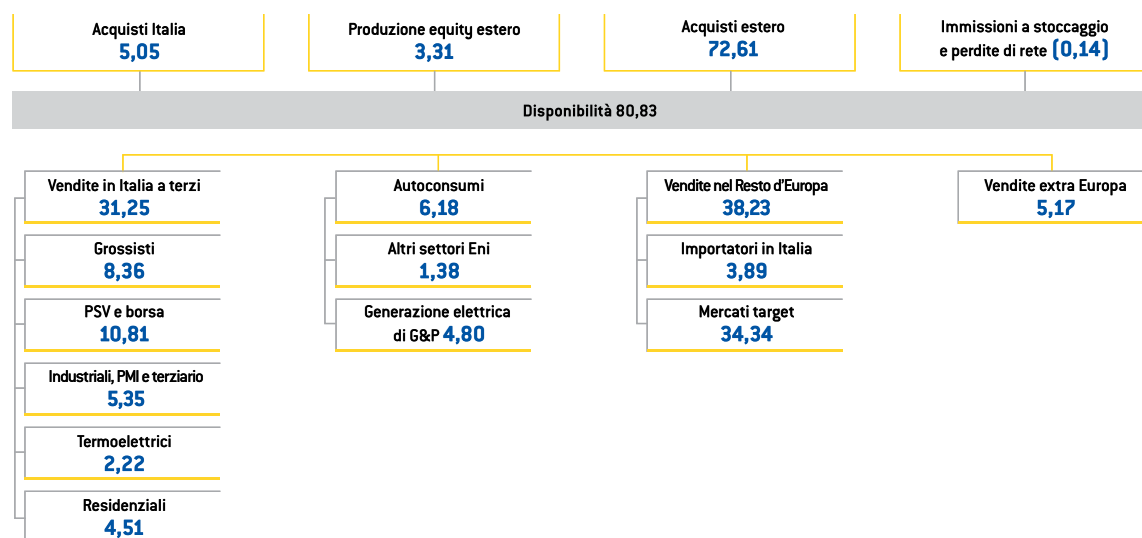 Acquisti Italia
5,05
Produzione equity estero
3,31
Acquisti estero
72,61
Immissioni a stoccaggio
e perdite di rete (0,14)
Disponibilità 80,83
Vendite in Italia a terzi
31,25
Grossisti
8,36
PSV e borsa
10,81
Industriali, PMI e terziario
5,35
Termoelettrici
2,22
Residenziali
4,51
Autoconsumi
6,18
Altri settori Eni
1,38
Generazione elettrica
di G&P 4,80
Vendite nel Resto d'Europa
38,23
Importatori in Italia
3,89
Mercati target
34,34
Vendite extra Europa
5,17